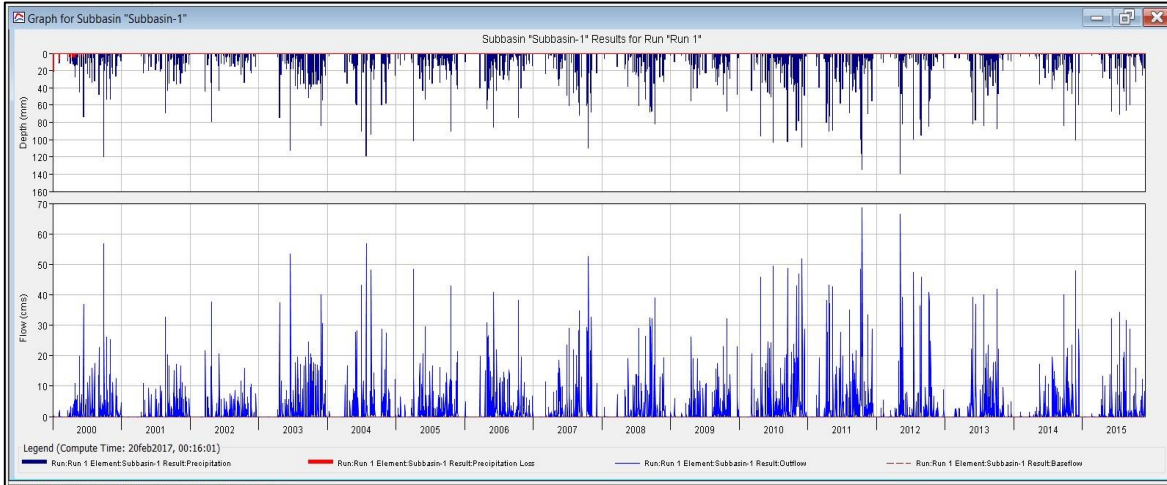 Graph for Subbasin "Subbasin-1"
Subbasin "Subbasin-1" Results for Run "Run 1"
Depth (mm)
0
20
40
60
80
100
120
140
160
Flow (cms)
70
60
50
40
30
20
10
0
2000 2001 2002 2003 2004 2005 2006 2007 2008 2009 2010 2011 2012 2013 2014 2015
Legend (Compute Time: 20feb2017, 00:16:01)
Run:Run 1 Element:Subbasin-1 Result:Precipitation Run:Run 1 Element:Subbasin-1 Result:Precipitation Loss Run:Run 1 Element:Subbasin-1 Result:Outflow Run:Run 1 Element:Subbasin-1 Result:Baseflow